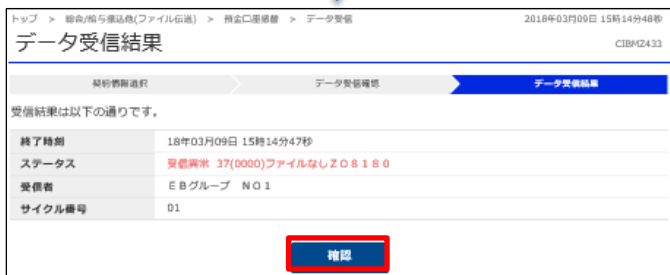 トップ > 総合/給与振込他(ファイル伝送) > 預金口座振替 > データ受信
2018年03月09日 15時14分48秒
データ受信結果
CIBMZ433
契約情報選択
データ受信確認
データ受信結果
受信結果は以下の通りです。
終了時刻 18年03月09日 15時14分47秒
ステータス 受信異常 37(0000)ファイルなしZ08180
受信者 EBグループ NO1
サイクル番号 01
確認